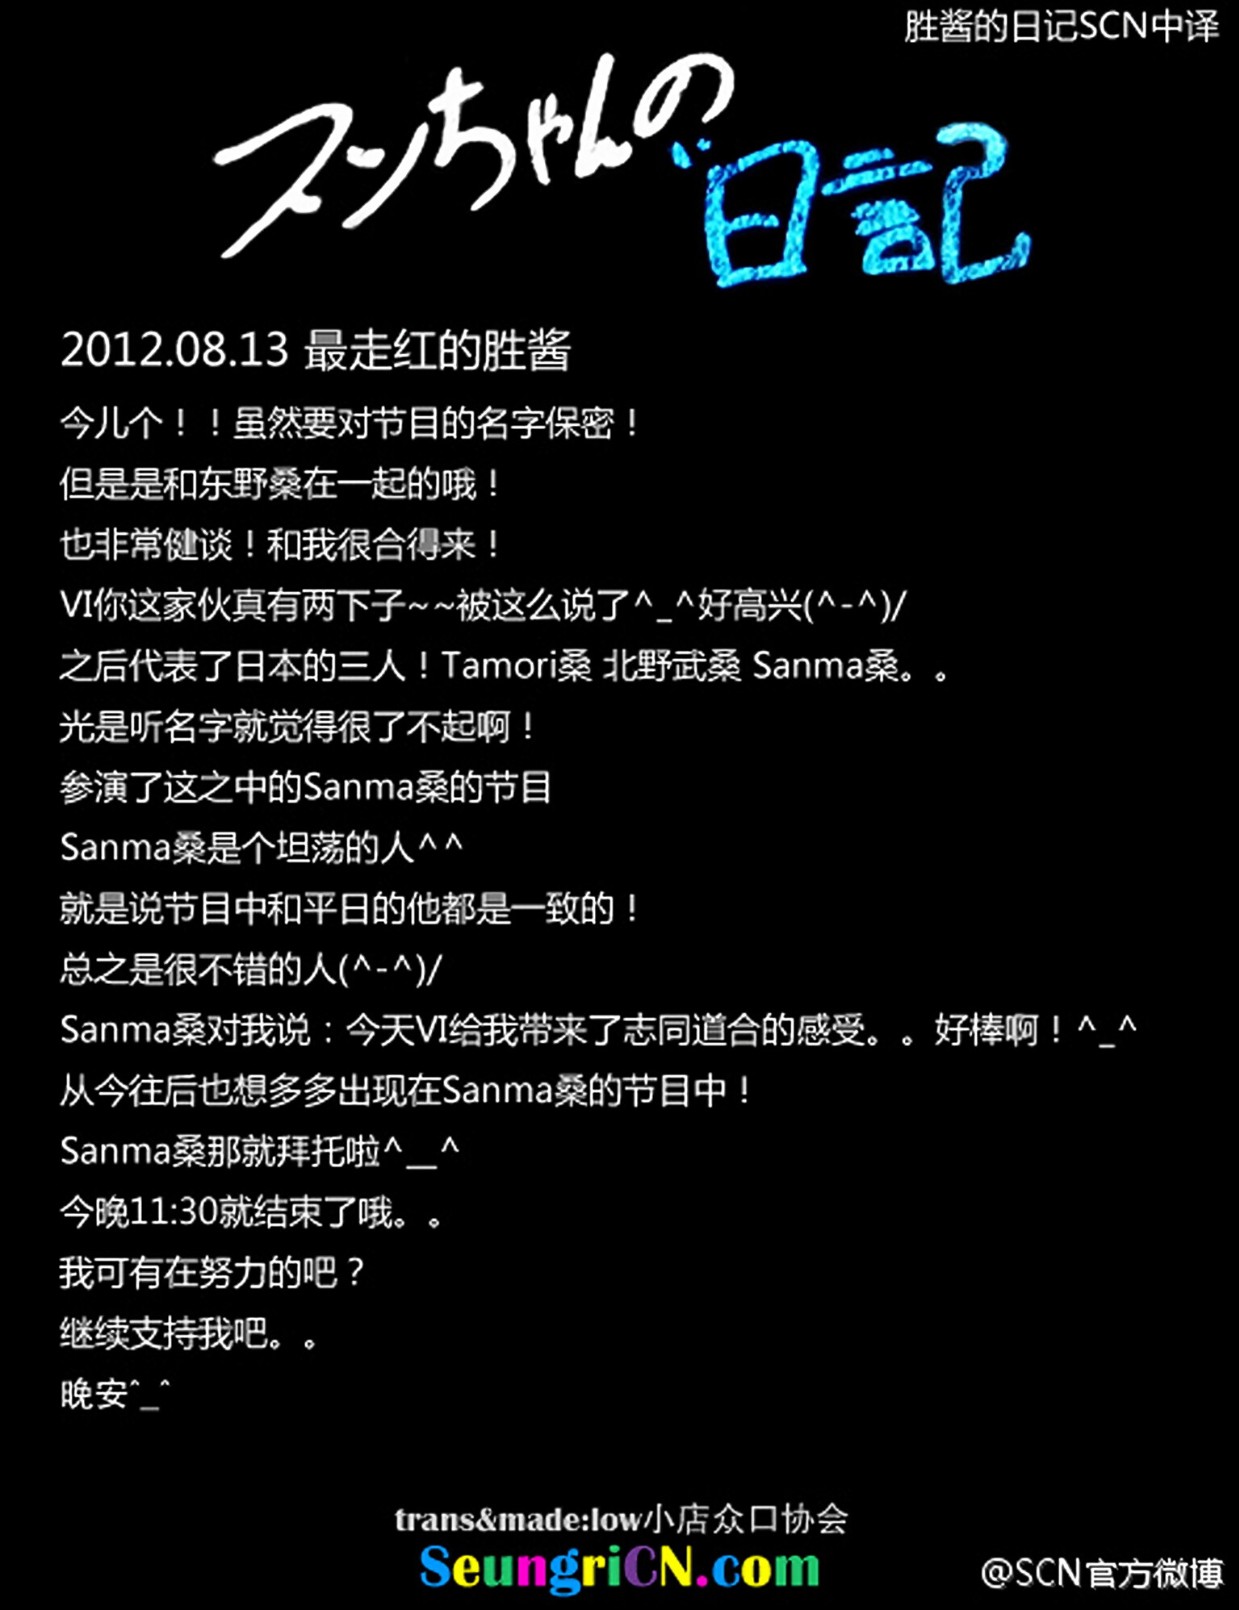 胜酱的日记SCN中译
スンちゃんの
日記
2012.08.13 最走红的胜酱
今儿个！！虽然要对节目的名字保密！
但是是和东野桑在一起的哦！
也非常健谈！和我很合得来！
VI你这家伙真有两下子~~被这么说了^_^好高兴(^-^)/
之后代表了日本的三人！Tamori桑 北野武桑 Sanma桑。。
光是听名字就觉得很了不起啊！
参演了这之中的Sanma桑的节目
Sanma桑是个坦荡的人^^
就是说节目中和平日的他都是一致的！
总之是很不错的人(^-^)/
Sanma桑对我说：今天VI给我带来了志同道合的感受。。好棒啊！^_^
从今往后也想多多出现在Sanma桑的节目中！
Sanma桑那就拜托啦^__^
今晚11:30就结束了哦。。
我可有在努力的吧？
继续支持我吧。。
晚安^_^
trans&made:low小店众口协会
SeungriCN.com
@SCN官方微博